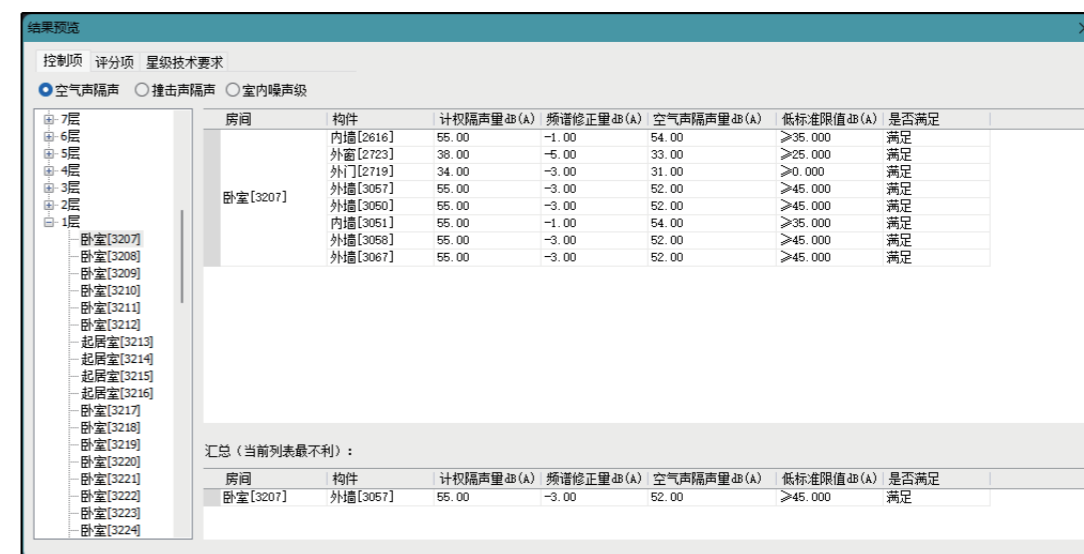 结果预览
控制项 评分项 星级技术要求
空气声隔声 撞击声隔声 室内噪声级
7层
6层
5层
4层
3层
2层
1层
卧室[3207]
卧室[3208]
卧室[3209]
卧室[3210]
卧室[3211]
卧室[3212]
起居室[3213]
起居室[3214]
起居室[3215]
起居室[3216]
卧室[3217]
卧室[3218]
卧室[3219]
卧室[3220]
卧室[3221]
卧室[3222]
卧室[3223]
卧室[3224]
房间 构件 计权隔声量dB(A) 频谱修正量dB(A) 空气声隔声量dB(A) 低标准限值dB(A) 是否满足
卧室[3207]
内墙[2616] 55.00 -1.00 54.00 ≥35.000 满足
外窗[2723] 38.00 -5.00 33.00 ≥25.000 满足
外门[2719] 34.00 -3.00 31.00 ≥0.000 满足
外墙[3057] 55.00 -3.00 52.00 ≥45.000 满足
外墙[3050] 55.00 -3.00 52.00 ≥45.000 满足
内墙[3051] 55.00 -1.00 54.00 ≥35.000 满足
外墙[3058] 55.00 -3.00 52.00 ≥45.000 满足
外墙[3067] 55.00 -3.00 52.00 ≥45.000 满足
汇总（当前列表最不利）:
房间 构件 计权隔声量dB(A) 频谱修正量dB(A) 空气声隔声量dB(A) 低标准限值dB(A) 是否满足
卧室[3207] 外墙[3057] 55.00 -3.00 52.00 ≥45.000 满足